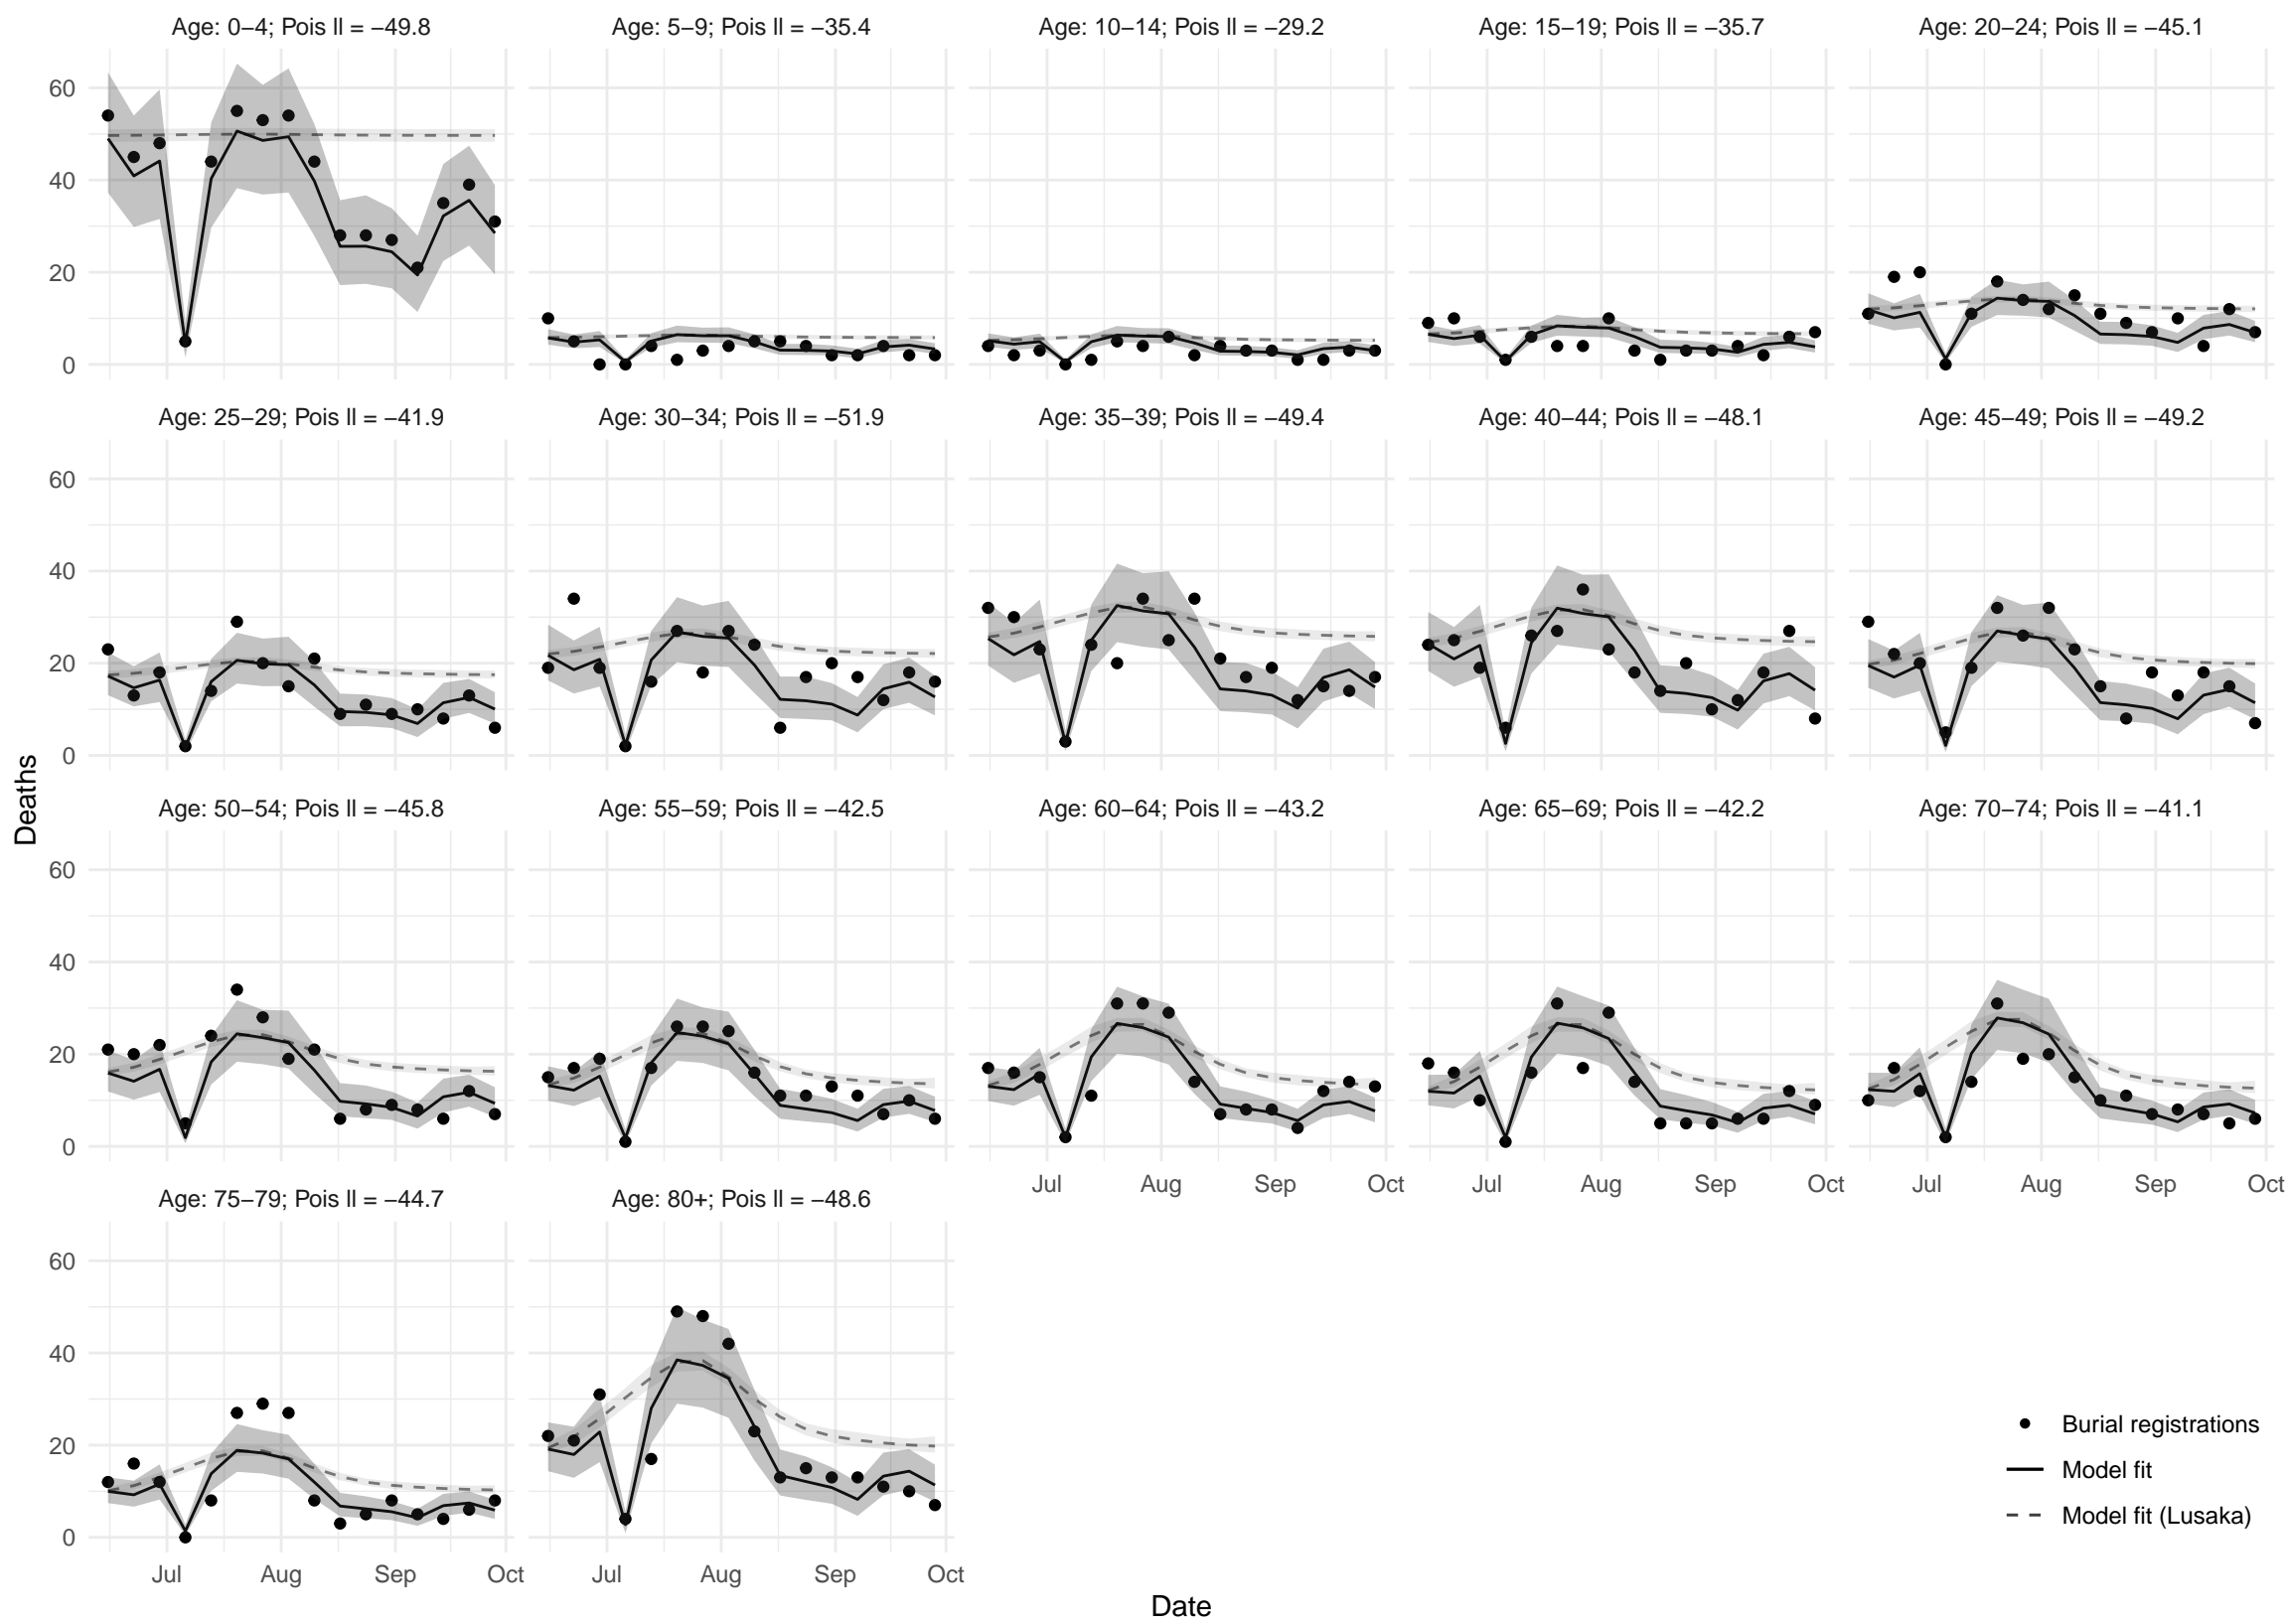 Age: 0−4; Pois ll = −49.8
Age: 5−9; Pois ll = −35.4
Age: 10−14; Pois ll = −29.2
Age: 15−19; Pois ll = −35.7
Age: 20−24; Pois ll = −45.1
60
40
20
0
Age: 25−29; Pois ll = −41.9
Age: 30−34; Pois ll = −51.9
Age: 35−39; Pois ll = −49.4
Age: 40−44; Pois ll = −48.1
Age: 45−49; Pois ll = −49.2
60
40
20
0
Deaths
Age: 50−54; Pois ll = −45.8
Age: 55−59; Pois ll = −42.5
Age: 60−64; Pois ll = −43.2
Age: 65−69; Pois ll = −42.2
Age: 70−74; Pois ll = −41.1
60
40
20
0
Jul Aug Sep Oct
Jul Aug Sep Oct
Jul Aug Sep Oct
Age: 75−79; Pois ll = −44.7
Age: 80+; Pois ll = −48.6
60
40
20
0
Jul Aug Sep Oct
Jul Aug Sep Oct
Burial registrations
Model fit
Model fit (Lusaka)
Date